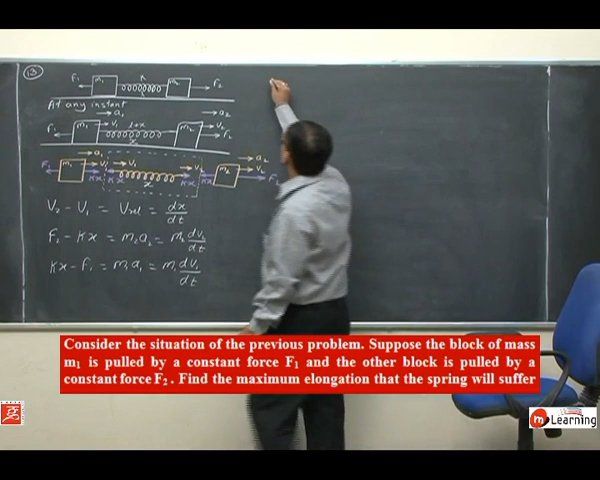 13
F₁ m₁ k m₂ F₂
At any instant
a₁ a₂
F₁ m₁ V₁ l+x m₂ V₂ F₂
x
a₁ a₂
F₁ m₁ V₁ V₁ V₂ m₂ V₂
Kx Kx x Kx Kx F₂
V₂ - V₁ = Vrel = dx/dt
F₂ - Kx = m₂a₂ = m₂ dV₂/dt
Kx - F₁ = m₁a₁ = m₁ dV₁/dt
Consider the situation of the previous problem. Suppose the block of mass
m₁ is pulled by a constant force F₁ and the other block is pulled by a
constant force F₂ . Find the maximum elongation that the spring will suffer
m Learning